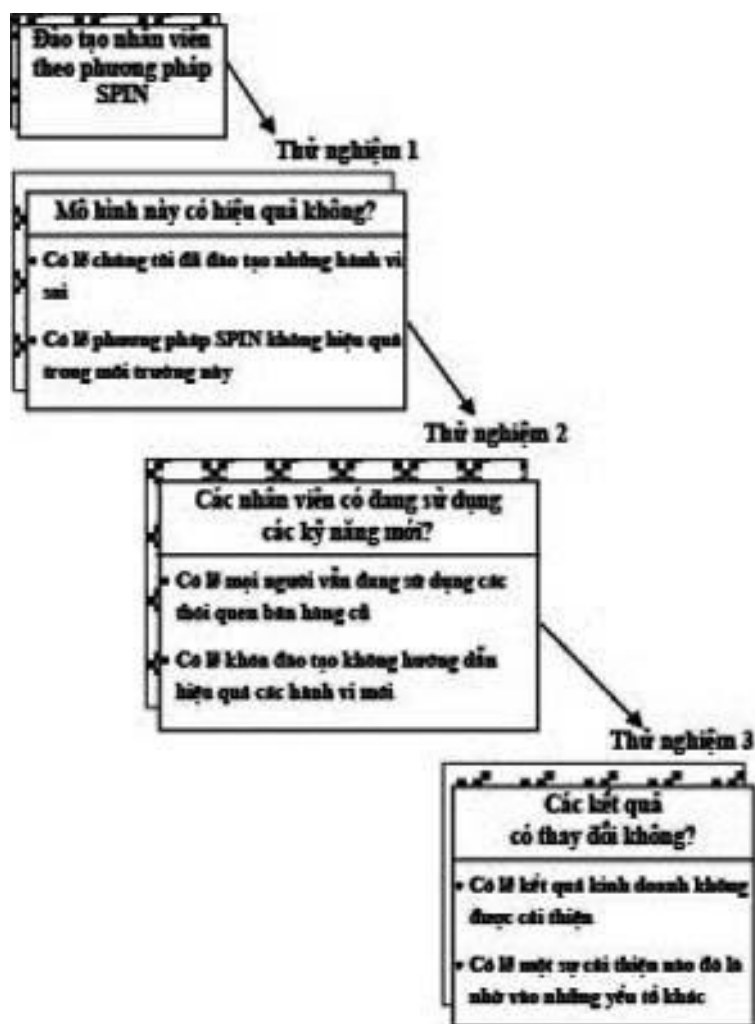 Đào tạo nhân viên
theo phương pháp
SPIN
Thử nghiệm 1
Mô hình này có hiệu quả không?
• Có lẽ chúng tôi đã đào tạo những hành vi
sai
• Có lẽ phương pháp SPIN không hiệu quả
trong môi trường này
Thử nghiệm 2
Các nhân viên có đang sử dụng
các kỹ năng mới?
• Có lẽ mọi người vẫn đang sử dụng các
thói quen bán hàng cũ
• Có lẽ khóa đào tạo không hướng dẫn
hiệu quả các hành vi mới
Thử nghiệm 3
Các kết quả
có thay đổi không?
• Có lẽ kết quả kinh doanh không
được cải thiện
• Có lẽ một sự cải thiện nào đó là
nhờ vào những yếu tố khác